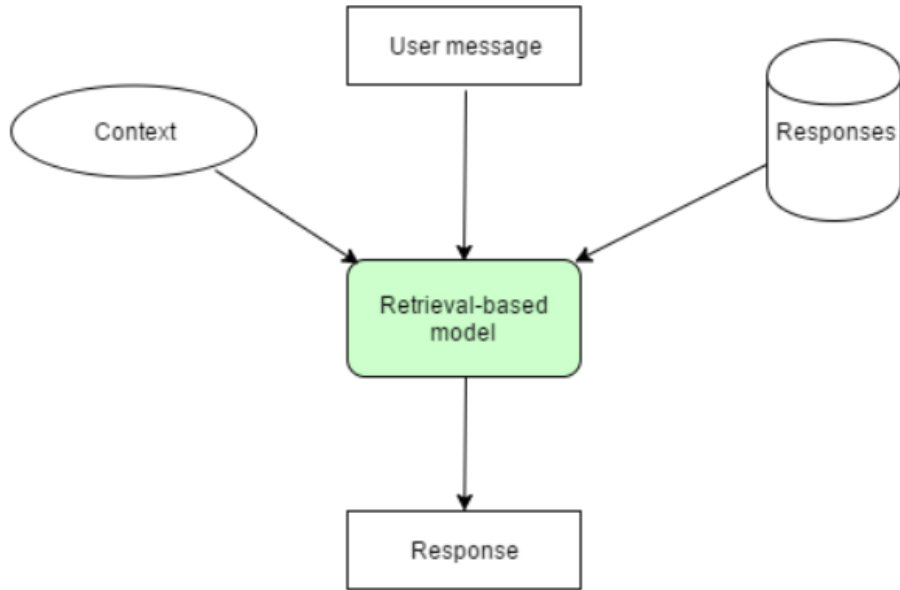 User message
Context
Responses
Retrieval-based
model
Response